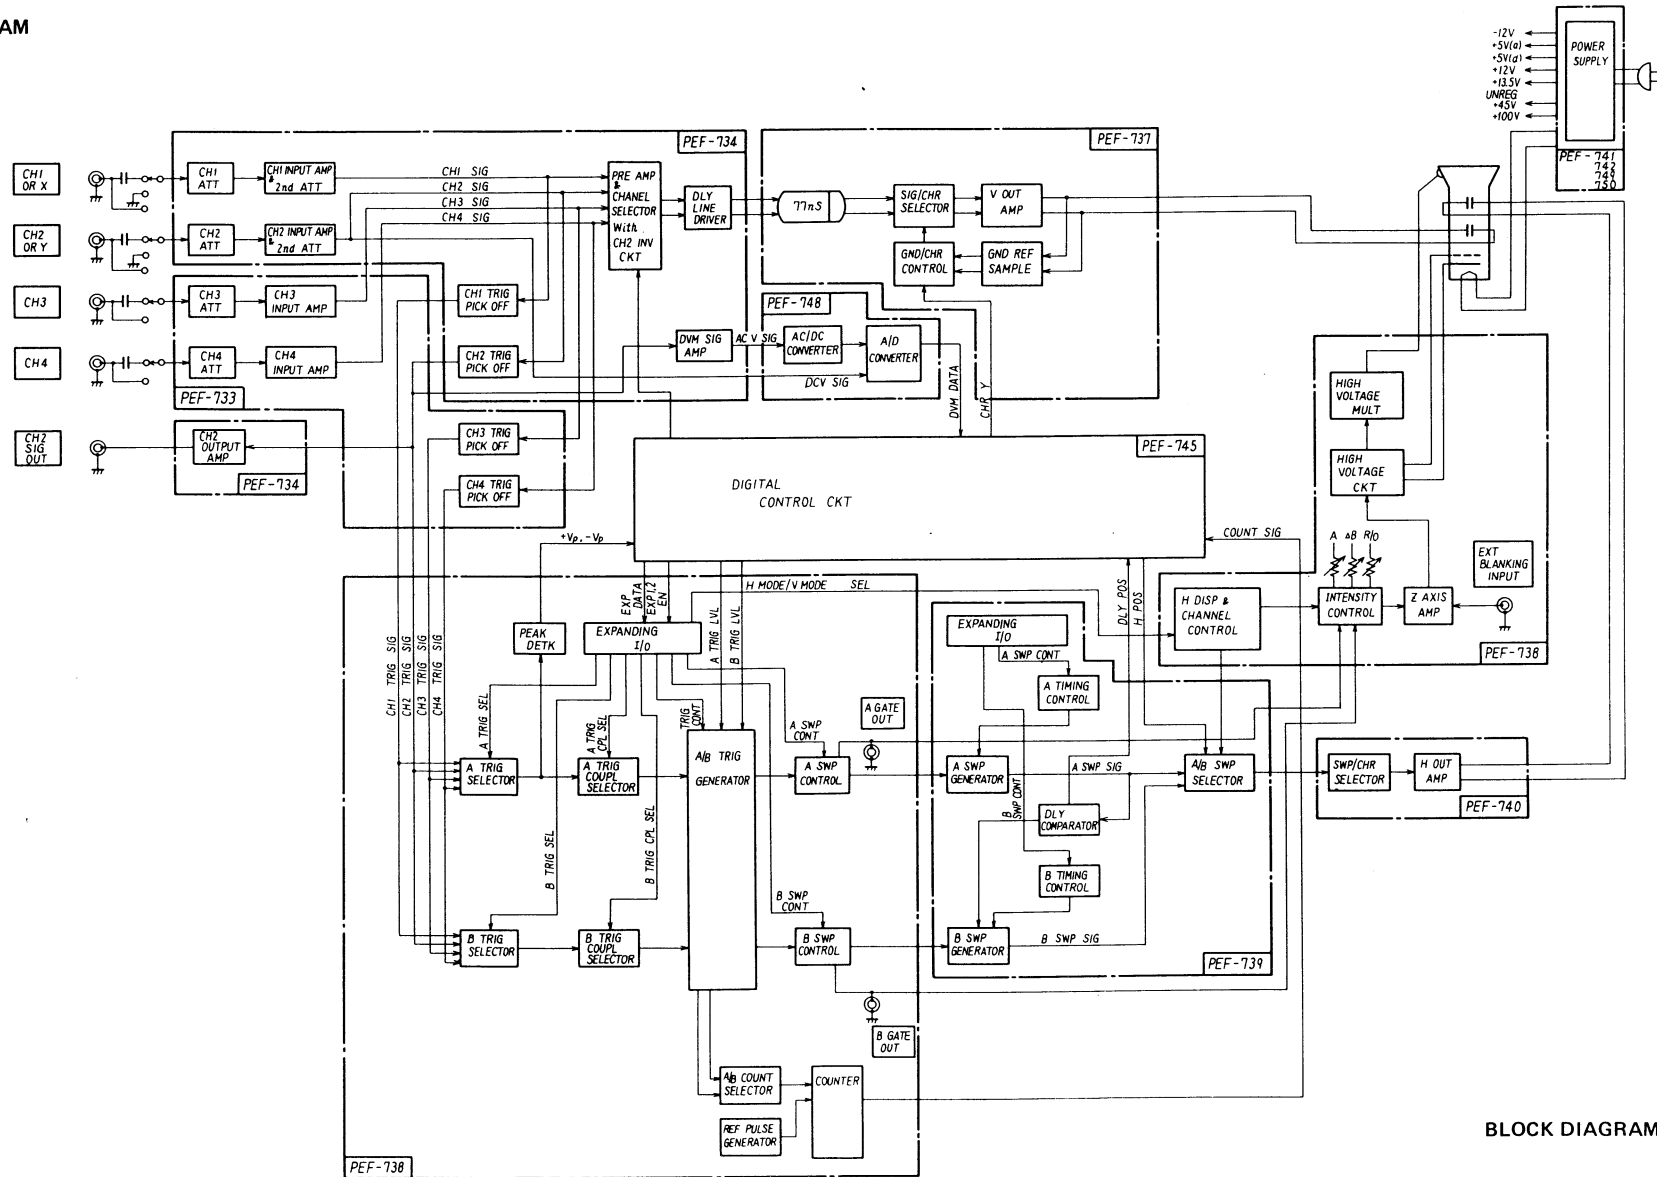 AM
-12V
+5V(a)
+5V(d)
+12V
+13.5V
UNREG
+45V
+100V
POWER
SUPPLY
PEF-741
742
749
750
PEF-734
PEF-737
CH1
OR X
CH1
ATT
CH1 INPUT AMP
&
2nd ATT
CH1 SIG
CH2 SIG
CH3 SIG
CH4 SIG
PRE AMP
&
CHANEL
SELECTOR
With
CH2 INV
CKT
DLY
LINE
DRIVER
77nS
SIG/CHR
SELECTOR
V OUT
AMP
GND/CHR
CONTROL
GND REF
SAMPLE
CH2
OR Y
CH2
ATT
CH2 INPUT AMP
&
2nd ATT
CH3
CH3
ATT
CH3
INPUT AMP
CH1 TRIG
PICK OFF
PEF-748
DVM SIG
AMP
AC V SIG
AC/DC
CONVERTER
A/D
CONVERTER
DCV SIG
DVM DATA
CHR Y
CH4
CH4
ATT
CH4
INPUT AMP
CH2 TRIG
PICK OFF
PEF-733
CH2
SIG
OUT
CH2
OUTPUT
AMP
PEF-734
CH3 TRIG
PICK OFF
CH4 TRIG
PICK OFF
PEF-745
DIGITAL
CONTROL CKT
HIGH
VOLTAGE
MULT
HIGH
VOLTAGE
CKT
+Vp, -Vp
COUNT SIG
A
ΔB
R/O
EXT
BLANKING
INPUT
INTENSITY
CONTROL
Z AXIS
AMP
H DISP &
CHANNEL
CONTROL
PEF-738
EXP
DATA
EXP1,2
EN
H MODE/V MODE SEL
DLY POS
H POS
PEAK
DETK
EXPANDING
I/O
A TRIG LVL
B TRIG LVL
EXPANDING
I/O
A SWP CONT
A TIMING
CONTROL
CH1 TRIG SIG
CH2 TRIG SIG
CH3 TRIG SIG
CH4 TRIG SIG
A TRIG SEL
A TRIG
CPL SEL
TRIG
CONT
A SWP
CONT
A GATE
OUT
A TRIG
SELECTOR
A TRIG
COUPL
SELECTOR
A/B TRIG
GENERATOR
A SWP
CONTROL
A SWP
GENERATOR
A SWP SIG
A/B SWP
SELECTOR
SWP/CHR
SELECTOR
H OUT
AMP
PEF-740
B
SWP CONT
DLY
COMPARATOR
B TRIG SEL
B TRIG CPL SEL
B TIMING
CONTROL
B SWP
CONT
B TRIG
SELECTOR
B TRIG
COUPL
SELECTOR
B SWP
CONTROL
B SWP
GENERATOR
B SWP SIG
PEF-739
B GATE
OUT
A/B COUNT
SELECTOR
COUNTER
REF PULSE
GENERATOR
PEF-738
BLOCK DIAGRAM